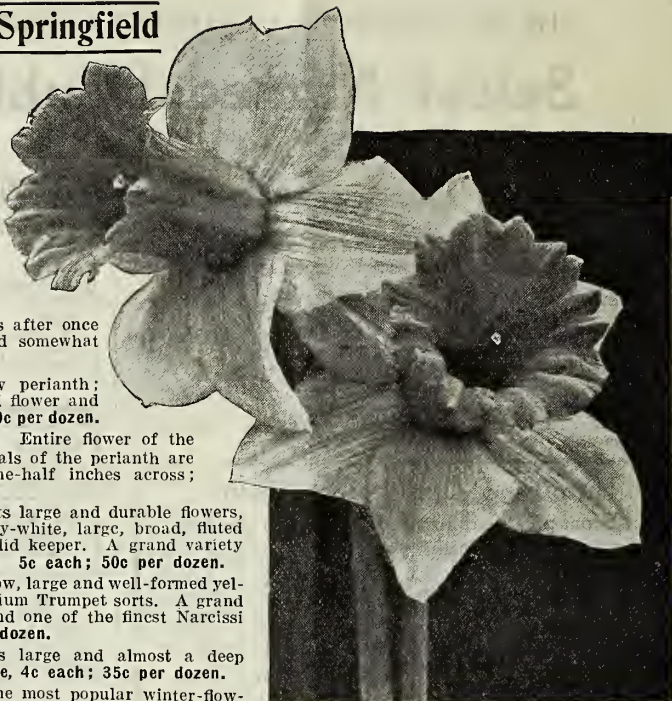 Springfield
s after once
d somewhat
w perianth;
flower and
0c per dozen.
Entire flower of the
als of the perianth are
ne-half inches across;
ts large and durable flowers,
y-white, large, broad, fluted
lid keeper. A grand variety
5c each; 50c per dozen.
ow, large and well-formed yel-
ium Trumpet sorts. A grand
nd one of the finest Narcissi
dozen.
s large and almost a deep
e, 4c each; 35c per dozen.
ne most popular winter-flow-